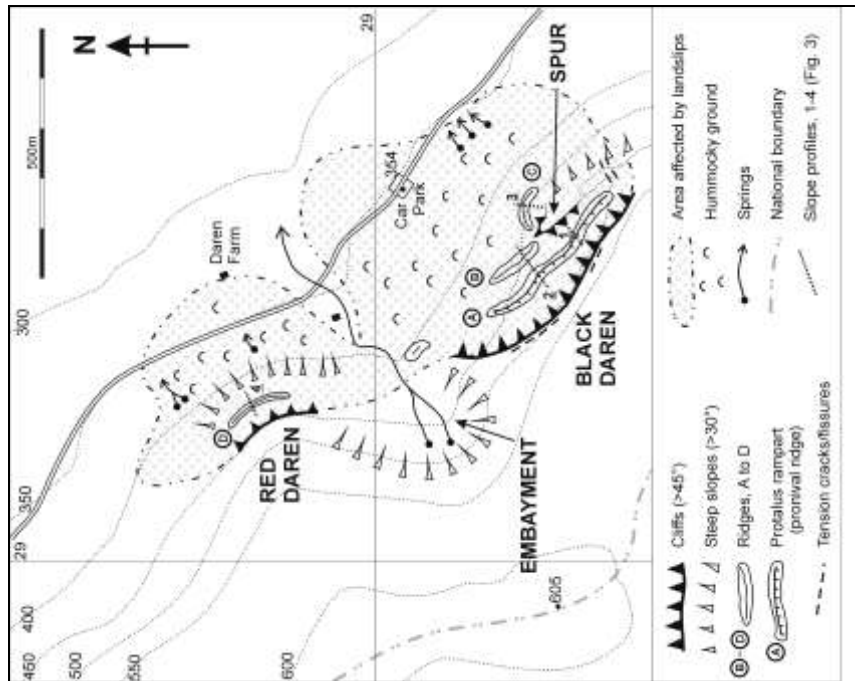 450
400
29
350
300
500
550
600
605
N
500m
RED
DAREN
EMBAYMENT
Daren
Farm
Car
Park
354
BLACK
DAREN
SPUR
29
A
B
C
D
2
3
4
Cliffs (>45°)
Steep slopes (>30°)
B – D Ridges, A to D
A Protalus rampart
(pronival ridge)
Tension cracks/fissures
Area affected by landslips
Hummocky ground
Springs
National boundary
Slope profiles, 1-4 (Fig. 3)